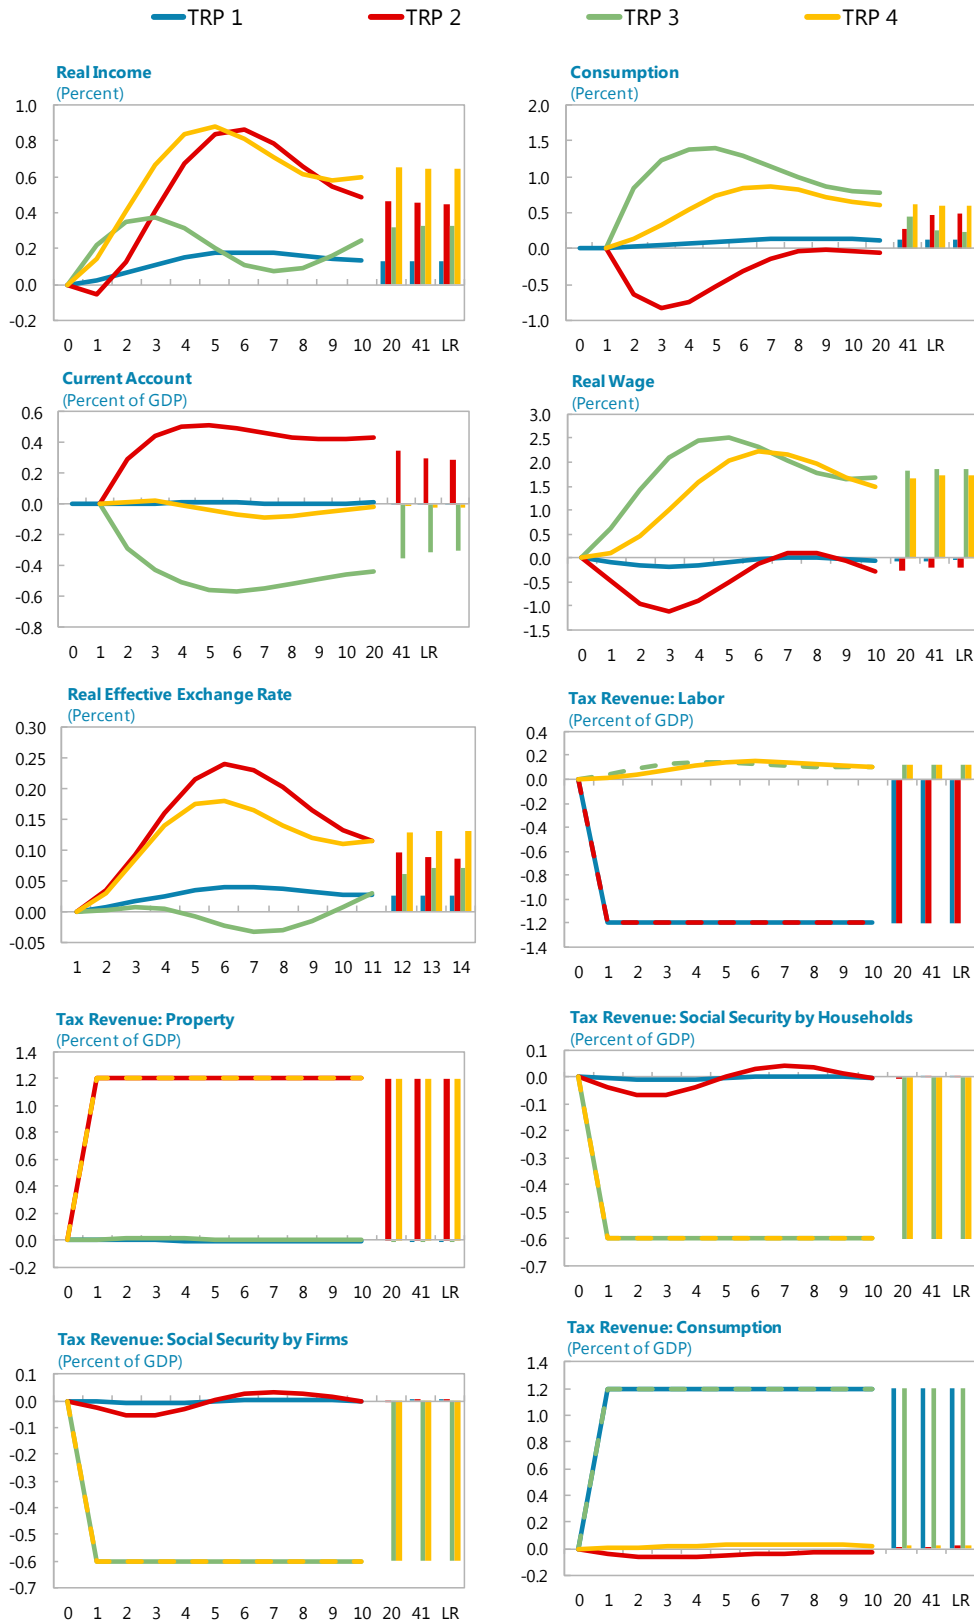 TRP 1 TRP 2 TRP 3 TRP 4
Real Income
(Percent)
1.0
0.8
0.6
0.4
0.2
0.0
-0.2
0 1 2 3 4 5 6 7 8 9 10 20 41 LR
Consumption
(Percent)
2.0
1.5
1.0
0.5
0.0
-0.5
-1.0
0 1 2 3 4 5 6 7 8 9 10 20 41 LR
Current Account
(Percent of GDP)
0.6
0.4
0.2
0.0
-0.2
-0.4
-0.6
-0.8
0 1 2 3 4 5 6 7 8 9 10 20 41 LR
Real Wage
(Percent)
3.0
2.5
2.0
1.5
1.0
0.5
0.0
-0.5
-1.0
-1.5
0 1 2 3 4 5 6 7 8 9 10 20 41 LR
Real Effective Exchange Rate
(Percent)
0.30
0.25
0.20
0.15
0.10
0.05
0.00
-0.05
1 2 3 4 5 6 7 8 9 10 11 12 13 14
Tax Revenue: Labor
(Percent of GDP)
0.4
0.2
0.0
-0.2
-0.4
-0.6
-0.8
-1.0
-1.2
-1.4
0 1 2 3 4 5 6 7 8 9 10 20 41 LR
Tax Revenue: Property
(Percent of GDP)
1.4
1.2
1.0
0.8
0.6
0.4
0.2
0.0
-0.2
0 1 2 3 4 5 6 7 8 9 10 20 41 LR
Tax Revenue: Social Security by Households
(Percent of GDP)
0.1
0.0
-0.1
-0.2
-0.3
-0.4
-0.5
-0.6
-0.7
0 1 2 3 4 5 6 7 8 9 10 20 41 LR
Tax Revenue: Social Security by Firms
(Percent of GDP)
0.1
0.0
-0.1
-0.2
-0.3
-0.4
-0.5
-0.6
-0.7
0 1 2 3 4 5 6 7 8 9 10 20 41 LR
Tax Revenue: Consumption
(Percent of GDP)
1.4
1.2
1.0
0.8
0.6
0.4
0.2
0.0
-0.2
0 1 2 3 4 5 6 7 8 9 10 20 41 LR